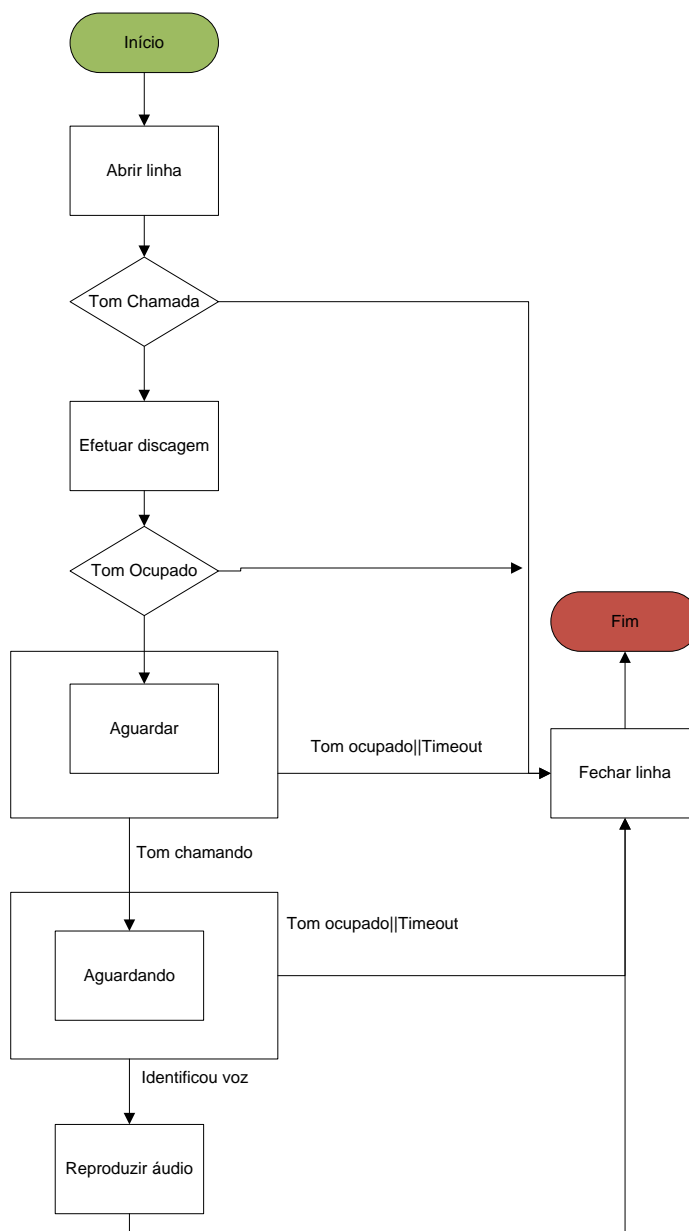 Início
Abrir linha
Tom Chamada
Efetuar discagem
Tom Ocupado
Fim
Aguardar
Tom ocupado||Timeout
Fechar linha
Tom chamando
Tom ocupado||Timeout
Aguardando
Identificou voz
Reproduzir áudio